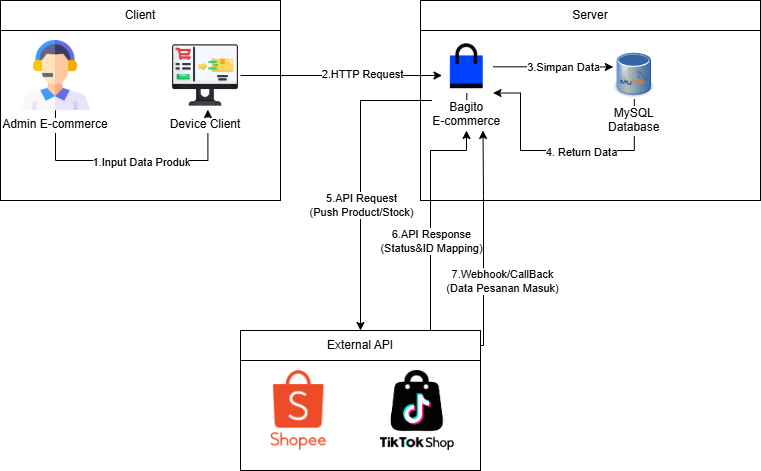 Client
Server
Admin E-commerce
Device Client
1.Input Data Produk
2.HTTP Request
Bagito
E-commerce
3.Simpan Data
MySQL
Database
4. Return Data
5.API Request
(Push Product/Stock)
6.API Response
(Status&ID Mapping)
7.Webhook/CallBack
(Data Pesanan Masuk)
External API
S
Shopee
TikTok Shop